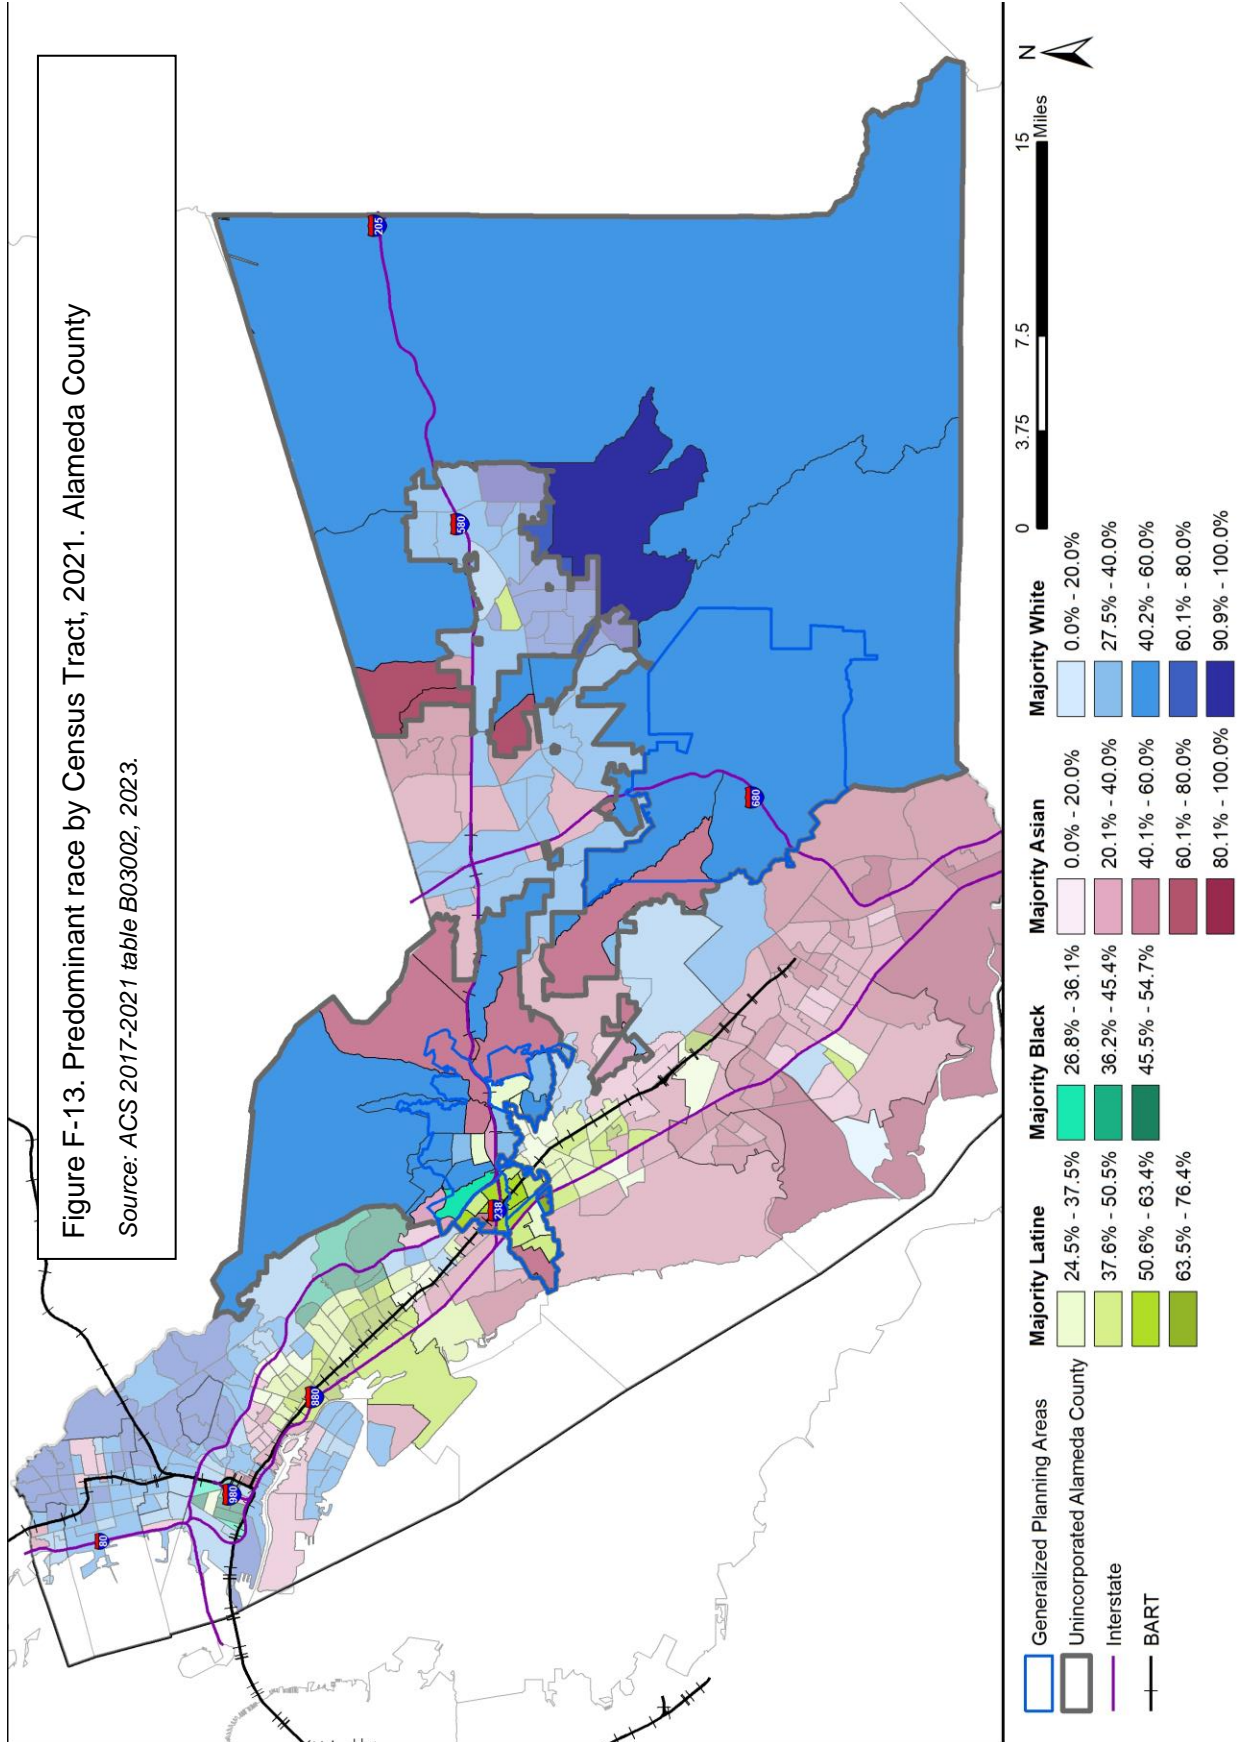 Figure F-13. Predominant race by Census Tract, 2021. Alameda County
Source: ACS 2017-2021 table B03002, 2023.
80
980
880
238
580
205
680
N
0
3.75
7.5
15
Miles
Generalized Planning Areas
Unincorporated Alameda County
Interstate
BART
Majority Latine
24.5% - 37.5%
37.6% - 50.5%
50.6% - 63.4%
63.5% - 76.4%
Majority Black
26.8% - 36.1%
36.2% - 45.4%
45.5% - 54.7%
Majority Asian
0.0% - 20.0%
20.1% - 40.0%
40.1% - 60.0%
60.1% - 80.0%
80.1% - 100.0%
Majority White
0.0% - 20.0%
27.5% - 40.0%
40.2% - 60.0%
60.1% - 80.0%
90.9% - 100.0%